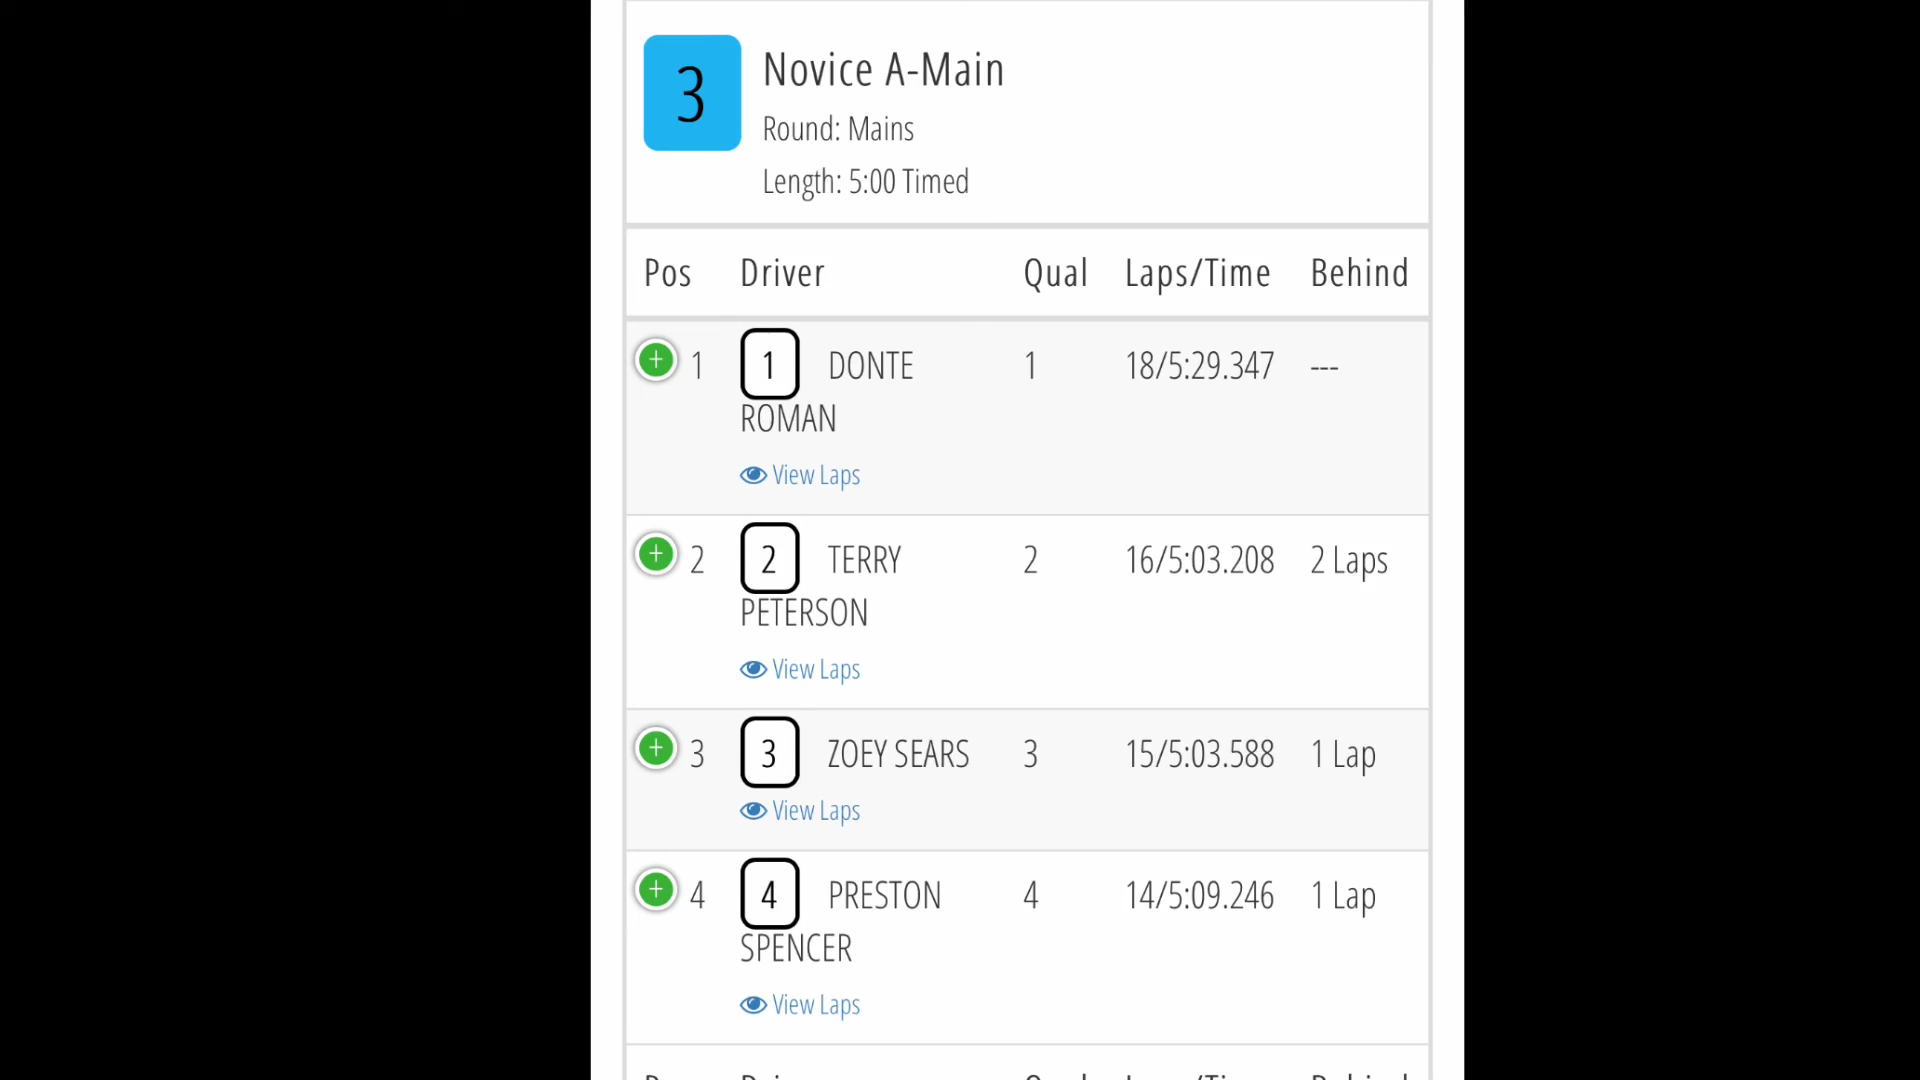 3
Novice A-Main
Round: Mains
Length: 5:00 Timed
Pos Driver Qual Laps/Time Behind
1 1 DONTE 1 18/5:29.347 ---
ROMAN
View Laps
2 2 TERRY 2 16/5:03.208 2 Laps
PETERSON
View Laps
3 3 ZOEY SEARS 3 15/5:03.588 1 Lap
View Laps
4 4 PRESTON 4 14/5:09.246 1 Lap
SPENCER
View Laps